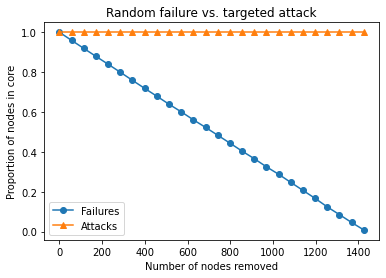 Random failure vs. targeted attack
Proportion of nodes in core
1.0
0.8
0.6
0.4
0.2
0.0
Failures
Attacks
0 200 400 600 800 1000 1200 1400
Number of nodes removed